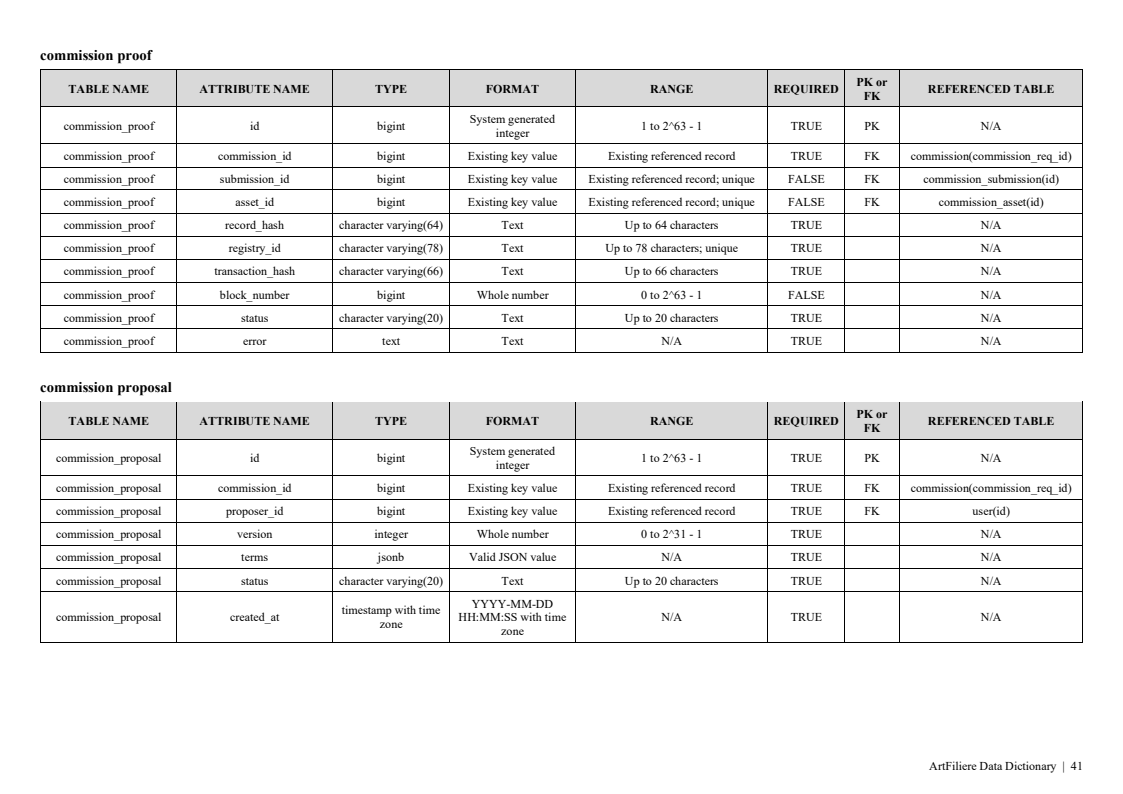 commission proof
TABLE NAME ATTRIBUTE NAME TYPE FORMAT RANGE REQUIRED PK or FK REFERENCED TABLE
commission_proof id bigint System generated integer 1 to 2^63 - 1 TRUE PK N/A
commission_proof commission_id bigint Existing key value Existing referenced record TRUE FK commission(commission_req_id)
commission_proof submission_id bigint Existing key value Existing referenced record; unique FALSE FK commission_submission(id)
commission_proof asset_id bigint Existing key value Existing referenced record; unique FALSE FK commission_asset(id)
commission_proof record_hash character varying(64) Text Up to 64 characters TRUE N/A
commission_proof registry_id character varying(78) Text Up to 78 characters; unique TRUE N/A
commission_proof transaction_hash character varying(66) Text Up to 66 characters TRUE N/A
commission_proof block_number bigint Whole number 0 to 2^63 - 1 FALSE N/A
commission_proof status character varying(20) Text Up to 20 characters TRUE N/A
commission_proof error text Text N/A TRUE N/A
commission proposal
TABLE NAME ATTRIBUTE NAME TYPE FORMAT RANGE REQUIRED PK or FK REFERENCED TABLE
commission_proposal id bigint System generated integer 1 to 2^63 - 1 TRUE PK N/A
commission_proposal commission_id bigint Existing key value Existing referenced record TRUE FK commission(commission_req_id)
commission_proposal proposer_id bigint Existing key value Existing referenced record TRUE FK user(id)
commission_proposal version integer Whole number 0 to 2^31 - 1 TRUE N/A
commission_proposal terms jsonb Valid JSON value N/A TRUE N/A
commission_proposal status character varying(20) Text Up to 20 characters TRUE N/A
commission_proposal created_at timestamp with time zone YYYY-MM-DD HH:MM:SS with time zone N/A TRUE N/A
ArtFiliere Data Dictionary | 41